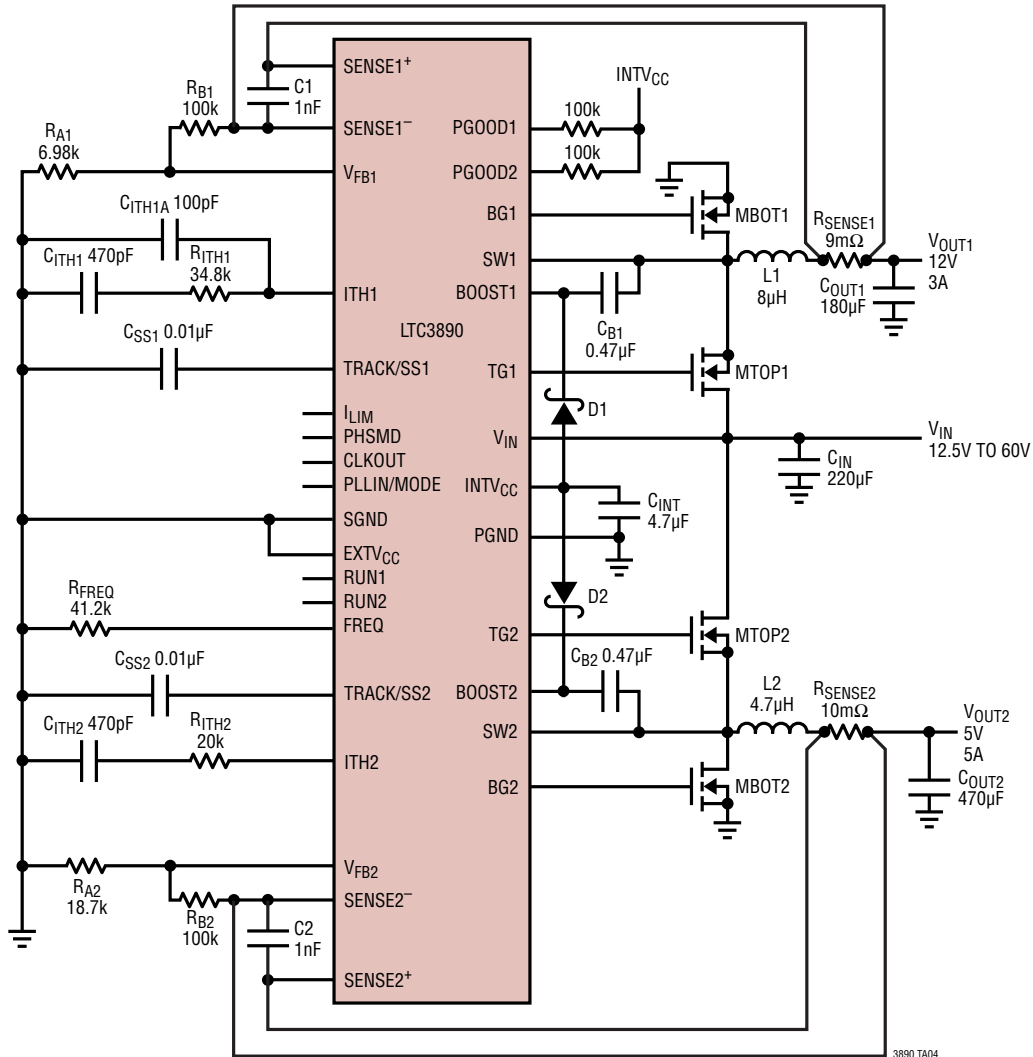 SENSE1+
RB1
100k
C1
1nF
INTVCC
RA1
6.98k
SENSE1–
PGOOD1
100k
VFB1
PGOOD2
100k
CITH1A 100pF
BG1
MBOT1
CITH1 470pF
RITH1
34.8k
SW1
L1
8µH
RSENSE1
9mΩ
VOUT1
12V
3A
COUT1
180µF
ITH1
BOOST1
CB1
0.47µF
LTC3890
CSS1 0.01µF
TRACK/SS1
TG1
MTOP1
D1
ILIM
PHSMD
CLKOUT
PLLIN/MODE
VIN
VIN
12.5V TO 60V
CIN
220µF
INTVCC
CINT
4.7µF
SGND
PGND
EXTVCC
RUN1
RUN2
D2
RFREQ
41.2k
FREQ
TG2
MTOP2
CSS2 0.01µF
TRACK/SS2
BOOST2
CB2 0.47µF
L2
4.7µH
RSENSE2
10mΩ
VOUT2
5V
5A
COUT2
470µF
CITH2 470pF
RITH2
20k
SW2
ITH2
BG2
MBOT2
VFB2
RA2
18.7k
SENSE2–
RB2
100k
C2
1nF
SENSE2+
3890 TA04